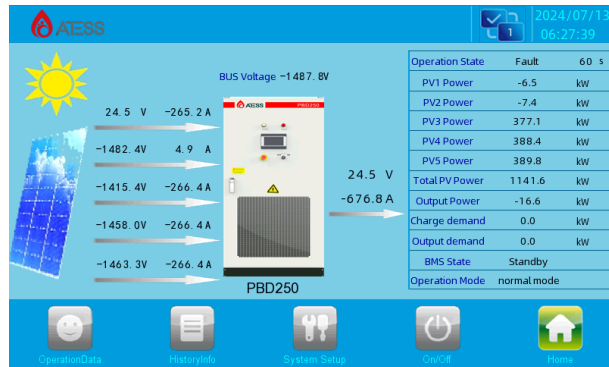 ATESS
1
2024/07/13
06:27:39
BUS Voltage -1487.8V
24.5 V -265.2A
-1482.4V 4.9 A
-1415.4V -266.4A
-1458.0V -266.4A
-1463.3V -266.4A
ATESS PBD250
PBD250
24.5 V
-676.8A
Operation State Fault 60 s
PV1 Power -6.5 kW
PV2 Power -7.4 kW
PV3 Power 377.1 kW
PV4 Power 388.4 kW
PV5 Power 389.8 kW
Total PV Power 1141.6 kW
Output Power -16.6 kW
Charge demand 0.0 kW
Output demand 0.0 kW
BMS State Standby
Operation Mode normal mode
OperationData
HistoryInfo
System Setup
On/Off
Home